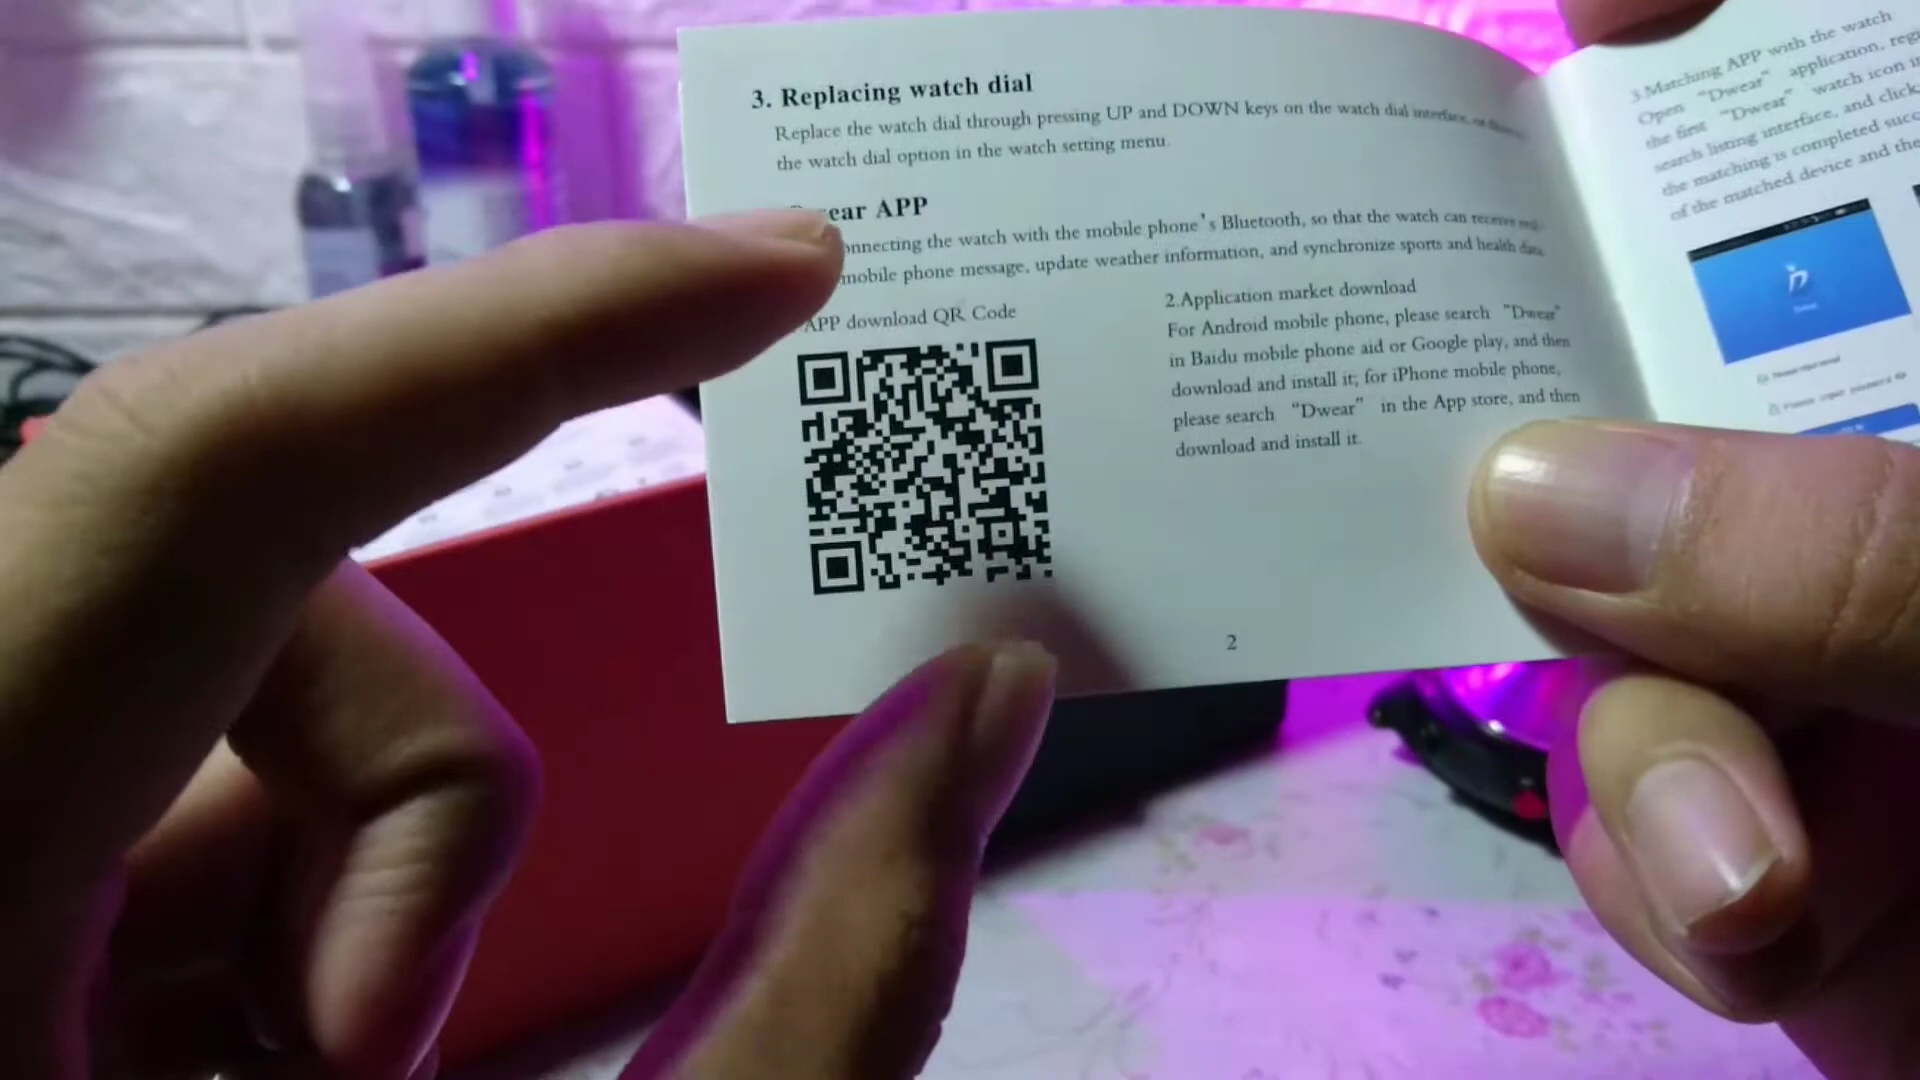 3. Replacing watch dial
Replace the watch dial through pressing UP and DOWN keys on the watch dial interface, or
the watch dial option in the watch setting menu.
ear APP
onnecting the watch with the mobile phone's Bluetooth, so that the watch can receive
mobile phone message, update weather information, and synchronize sports and health data.
APP download QR Code
2.Application market download
For Android mobile phone, please search "Dwear"
in Baidu mobile phone aid or Google play, and then
download and install it; for iPhone mobile phone,
please search "Dwear" in the App store, and then
download and install it.
2
3.Matching APP with the watch
Open "Dwear" application,
the first "Dwear" watch icon
search listing interface, and click
the matching is completed
of the matched device and the